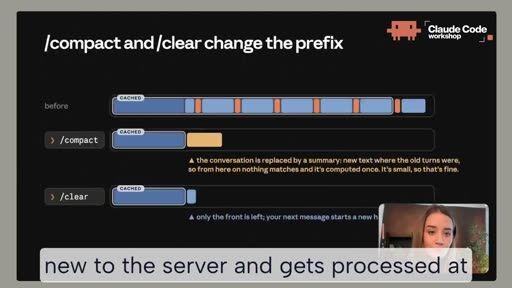 /compact and /clear change the prefix
Claude Code
workshop
CACHED
before
CACHED
❯ /compact
▲ the conversation is replaced by a summary: new text where the old turns were,
so from here on nothing matches and it's computed once. It's small, so that's fine.
CACHED
❯ /clear
▲ only the front is left; your next message starts a new
new to the server and gets processed at